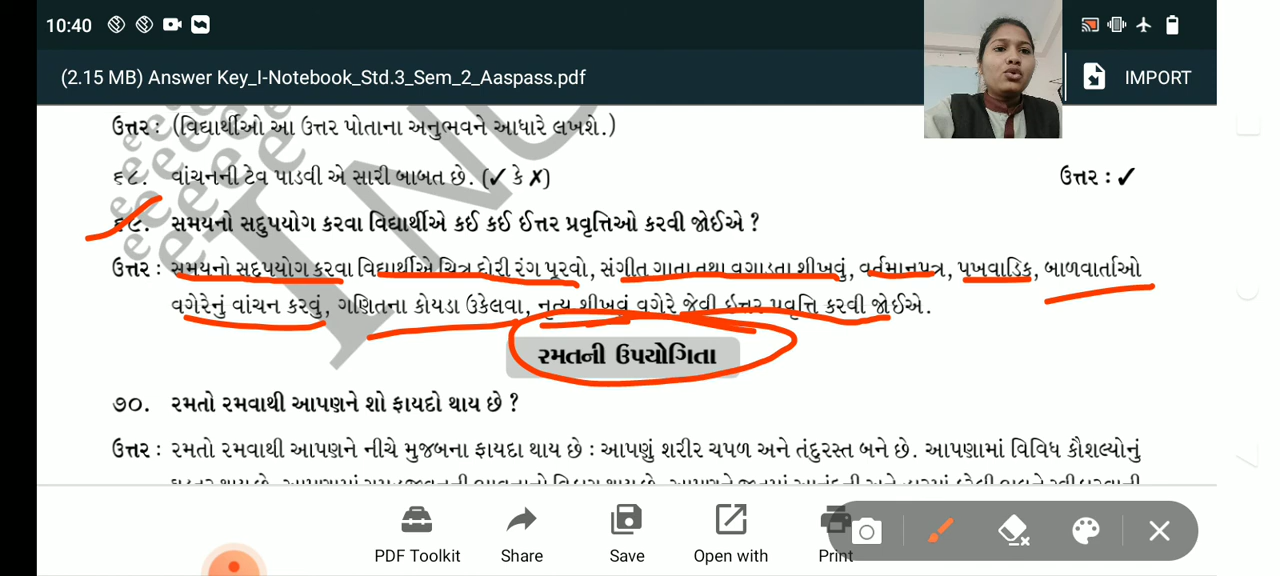 10:40
(2.15 MB) Answer Key_I-Notebook_Std.3_Sem_2_Aaspass.pdf
IMPORT
ઉત્તર : (વિદ્યાર્થીઓ આ ઉત્તર પોતાના અનુભવને આધારે લખશે.)
૬૮. વાંચનની ટેવ પાડવી એ સારી બાબત છે. (✓ કે ✗) ઉત્તર : ✓
૬૯. સમયનો સદુપયોગ કરવા વિદ્યાર્થીએ કઈ કઈ ઈત્તર પ્રવૃત્તિઓ કરવી જોઈએ ?
ઉત્તર : સમયનો સદુપયોગ કરવા વિદ્યાર્થીએ ચિત્ર દોરી રંગ પૂરવો, સંગીત ગાતા તથા વગાડતા શીખવું, વર્તમાનપત્ર, પખવાડિક, બાળવાર્તાઓ
વગેરેનું વાંચન કરવું, ગણિતના કોયડા ઉકેલવા, નૃત્ય શીખવું વગેરે જેવી ઈત્તર પ્રવૃત્તિ કરવી જોઈએ.
રમતની ઉપયોગિતા
૭૦. રમતો રમવાથી આપણને શો ફાયદો થાય છે ?
ઉત્તર : રમતો રમવાથી આપણને નીચે મુજબના ફાયદા થાય છે : આપણું શરીર ચપળ અને તંદુરસ્ત બને છે. આપણામાં વિવિધ કૌશલ્યોનું
PDF Toolkit Share Save Open with Print